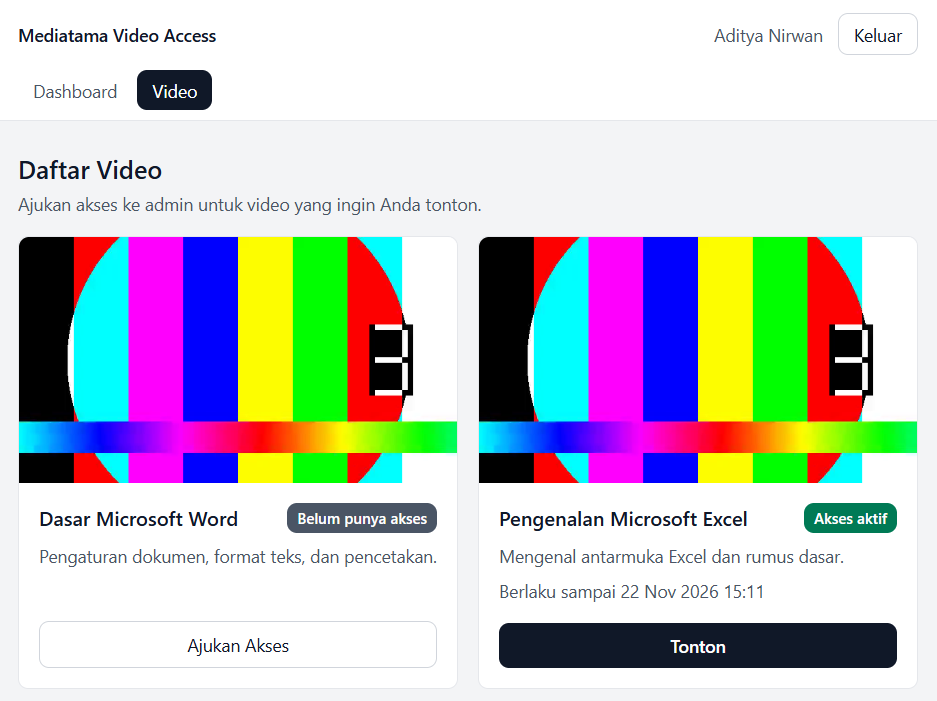 Mediatama Video Access
Aditya Nirwan
Keluar
Dashboard
Video
Daftar Video
Ajukan akses ke admin untuk video yang ingin Anda tonton.
3
3
Dasar Microsoft Word
Belum punya akses
Pengaturan dokumen, format teks, dan pencetakan.
Ajukan Akses
Pengenalan Microsoft Excel
Akses aktif
Mengenal antarmuka Excel dan rumus dasar.
Berlaku sampai 22 Nov 2026 15:11
Tonton